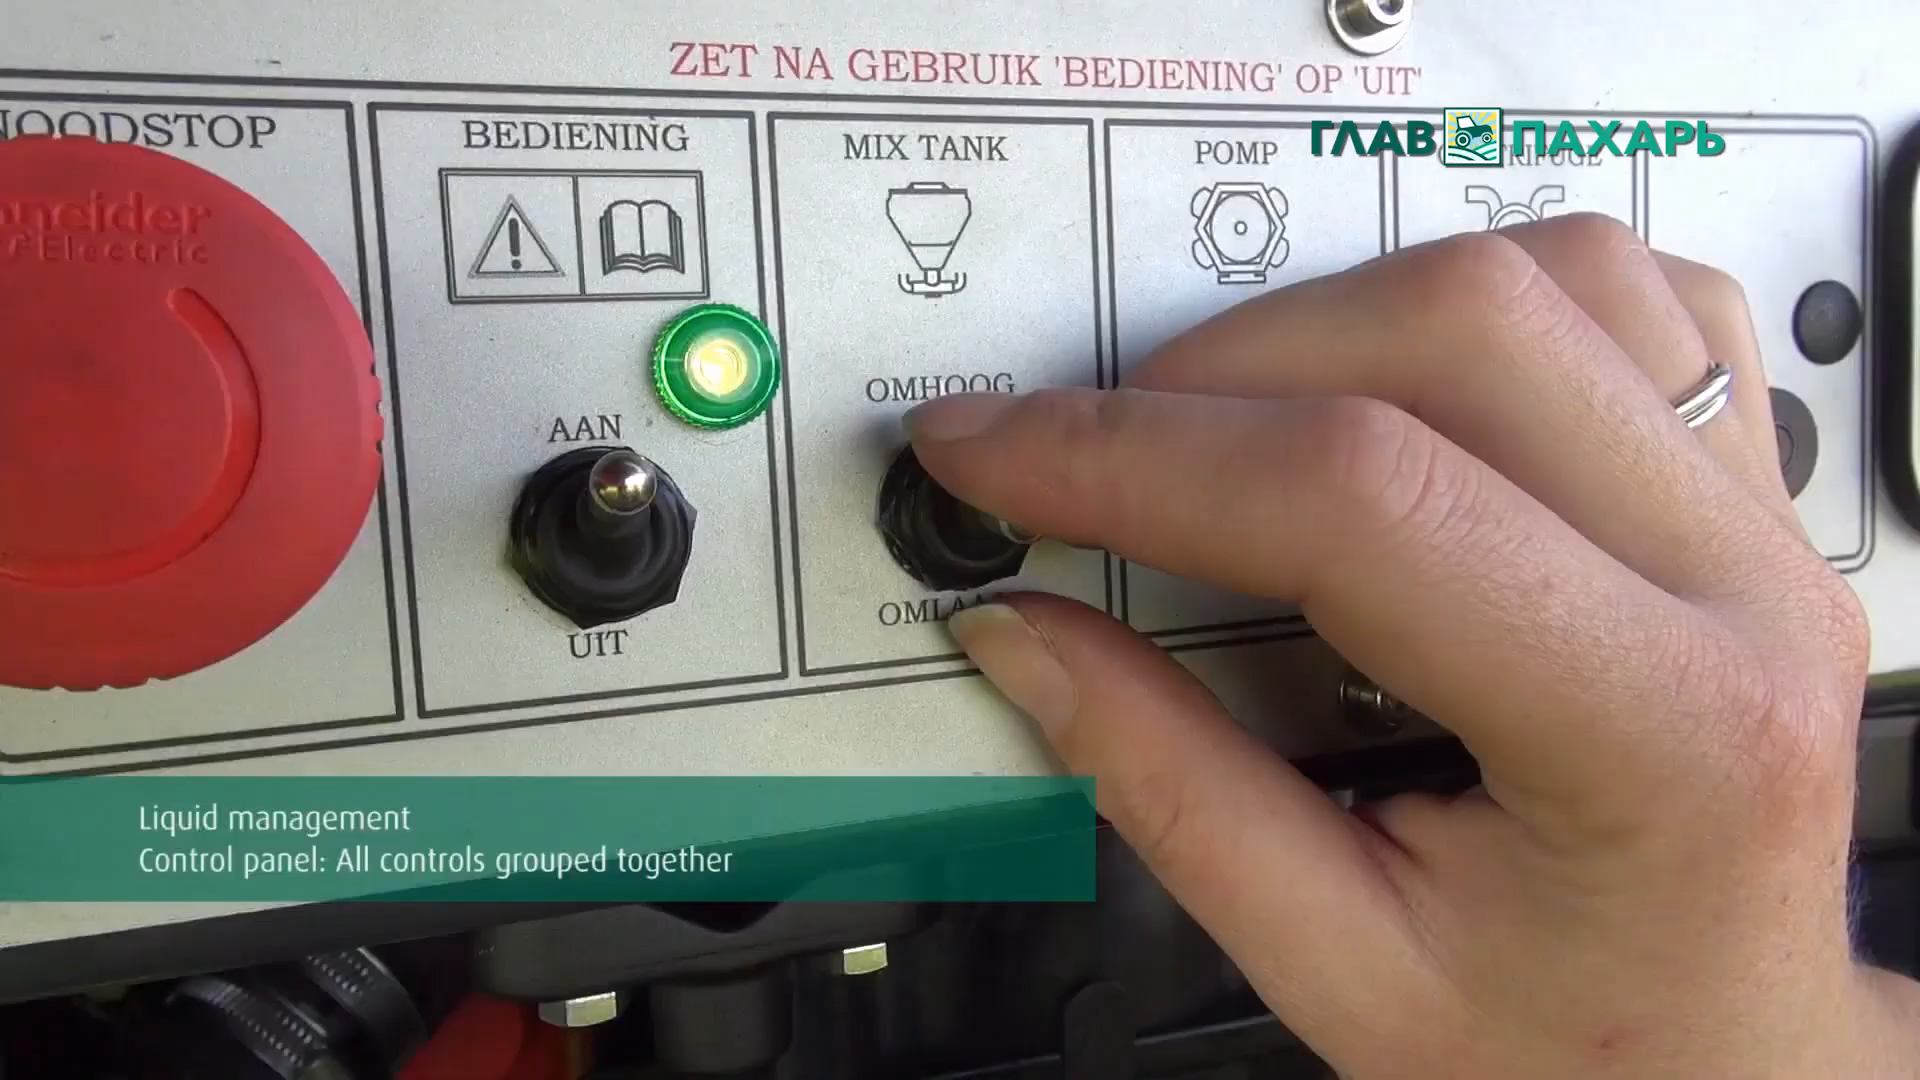 ZET NA GEBRUIK 'BEDIENING' OP 'UIT'
NOODSTOP
BEDIENING
MIX TANK
POMP
ГЛАВ ПАХАРЬ
Electric
OMHOOG
AAN
UIT
Liquid management
Control panel: All controls grouped together